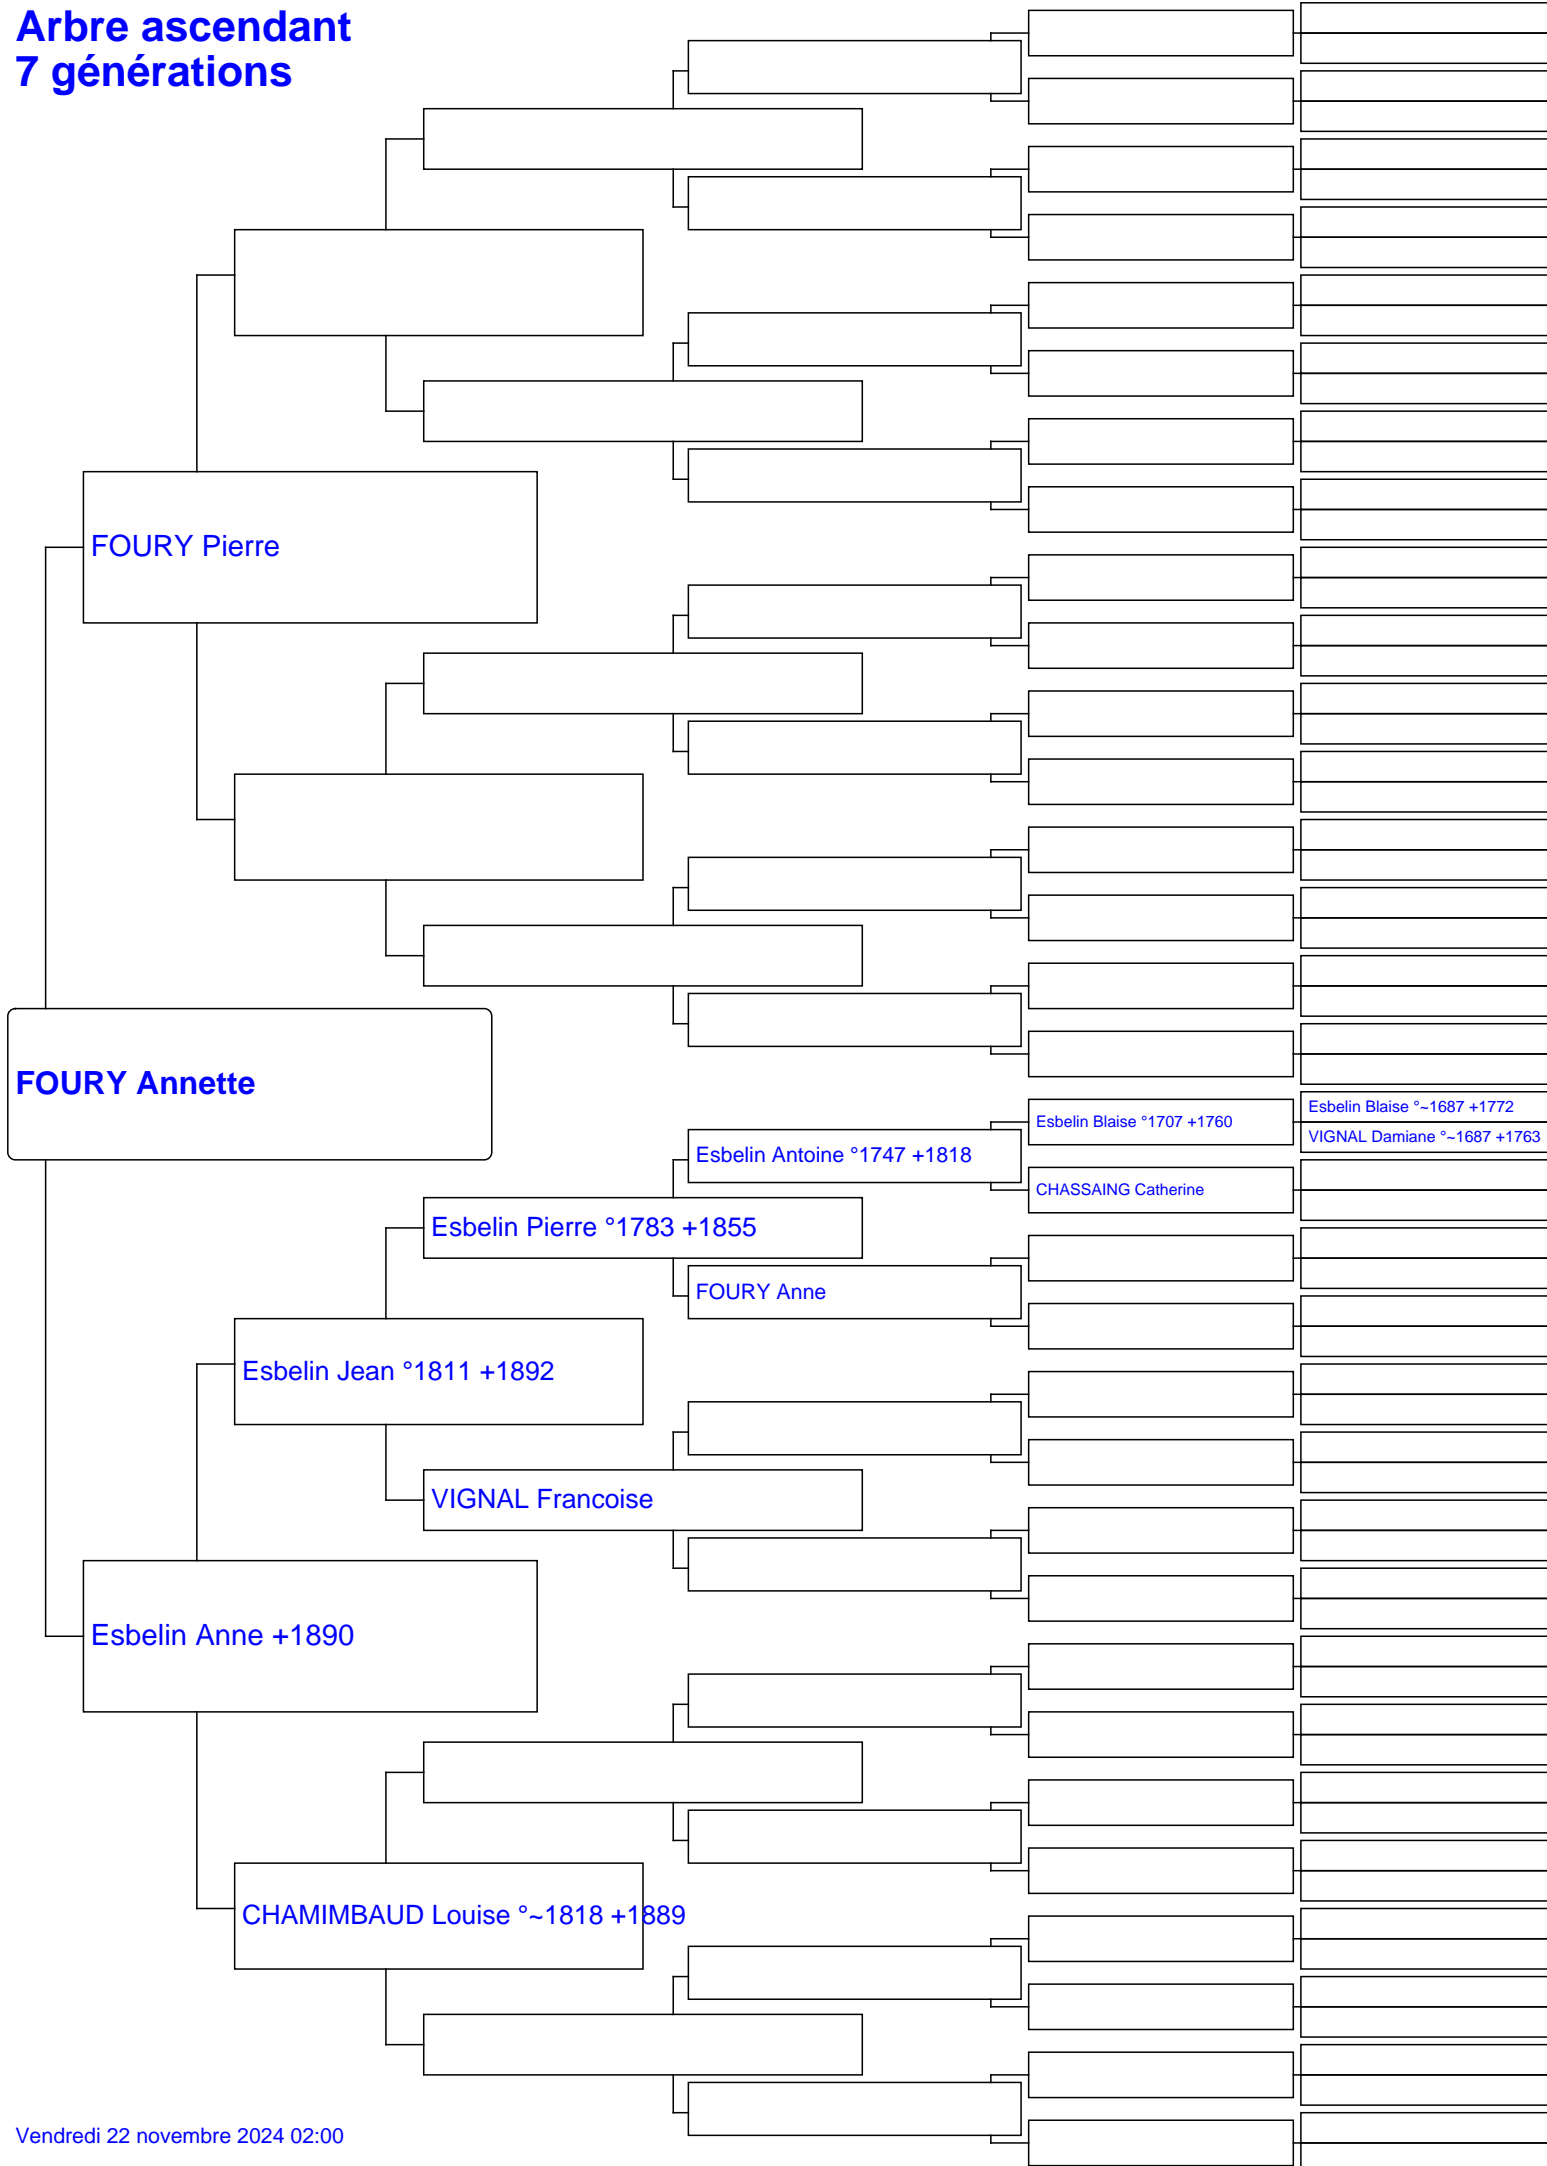 Arbre ascendant
7 générations
FOURY Pierre
FOURY Annette
Esbelin Blaise °~1687 +1772
Esbelin Blaise °1707 +1760
VIGNAL Damiane °~1687 +1763
Esbelin Antoine °1747 +1818
CHASSAING Catherine
Esbelin Pierre °1783 +1855
FOURY Anne
Esbelin Jean °1811 +1892
VIGNAL Francoise
Esbelin Anne +1890
CHAMIMBAUD Louise °~1818 +1889
Vendredi 22 novembre 2024 02:00